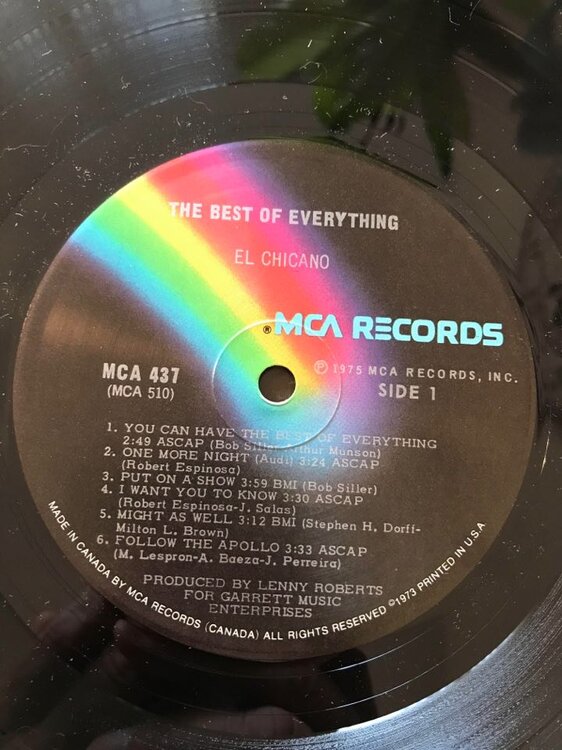 THE BEST OF EVERYTHING
EL CHICANO
® MCA RECORDS
MCA 437
(MCA 510)
Ⓟ 1975 MCA RECORDS, INC.
SIDE 1
1. YOU CAN HAVE THE BEST OF EVERYTHING
2:49 ASCAP (Bob Siller-Arthur Munson)
2. ONE MORE NIGHT (Audi) 3:24 ASCAP
(Robert Espinosa)
3. PUT ON A SHOW 3:59 BMI (Bob Siller)
4. I WANT YOU TO KNOW 3:30 ASCAP
(Robert Espinosa-J. Salas)
5. MIGHT AS WELL 3:12 BMI (Stephen H. Dorff-
Milton L. Brown)
6. FOLLOW THE APOLLO 3:33 ASCAP
(M. Lespron-A. Baeza-J. Perreira)
PRODUCED BY LENNY ROBERTS
FOR GARRETT MUSIC
ENTERPRISES
MADE IN CANADA BY MCA RECORDS (CANADA) ALL RIGHTS RESERVED ©1973 PRINTED IN U.S.A